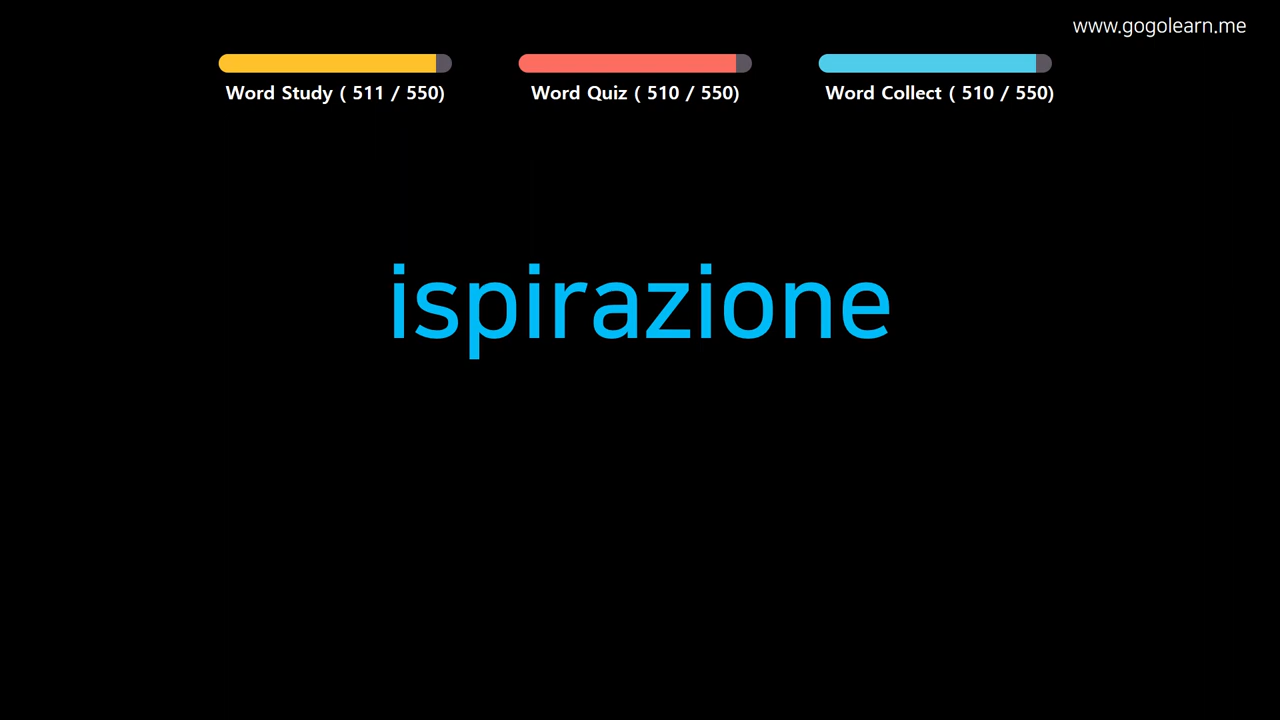 www.gogolearn.me
Word Study ( 511 / 550)
Word Quiz ( 510 / 550)
Word Collect ( 510 / 550)
ispirazione